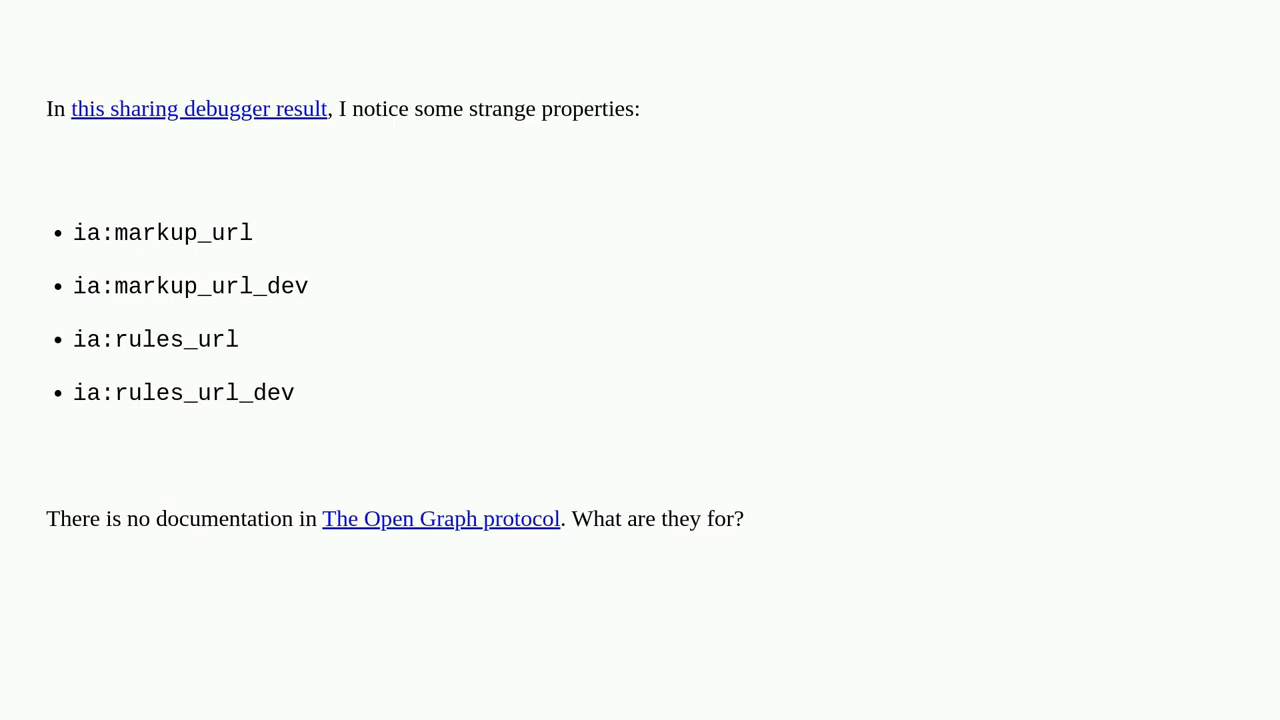 In this sharing debugger result, I notice some strange properties:
• ia:markup_url
• ia:markup_url_dev
• ia:rules_url
• ia:rules_url_dev
There is no documentation in The Open Graph protocol. What are they for?